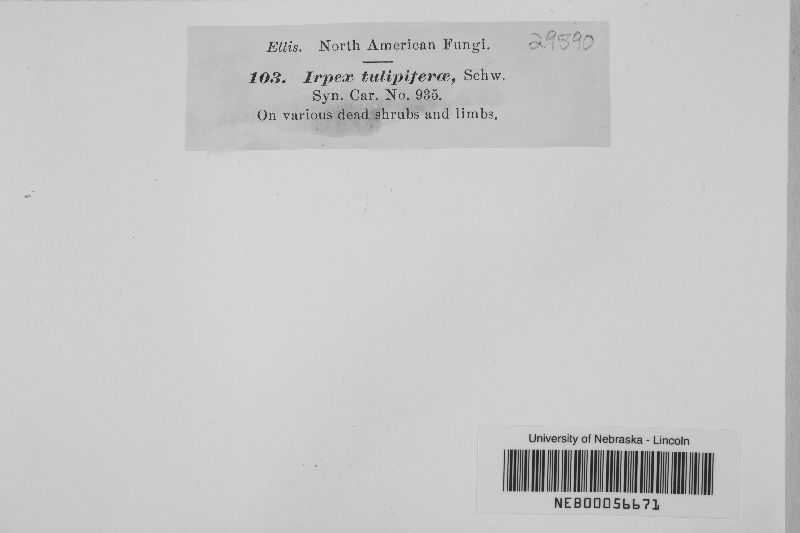 Ellis. North American Fungi. 29590
103. Irpex tulipiferæ, Schw.
Syn. Car. No. 935.
On various dead shrubs and limbs.
University of Nebraska - Lincoln
NEB00056671